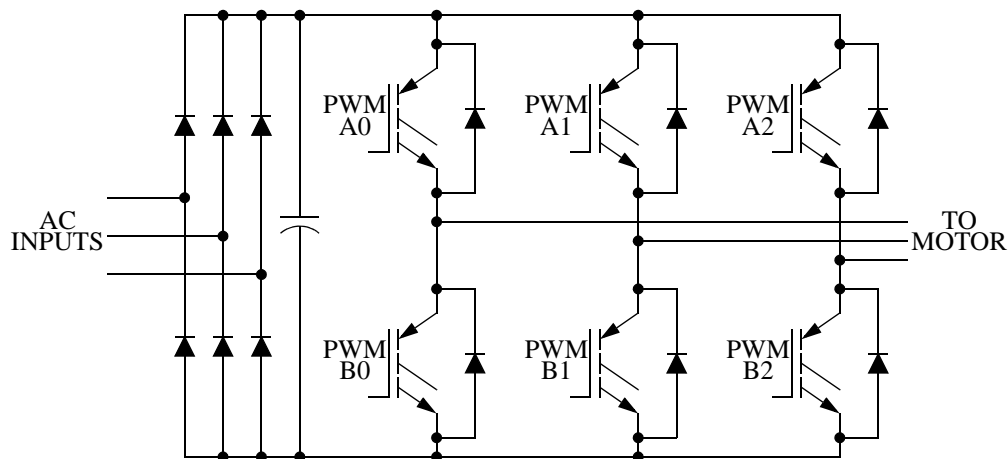 PWM
A0
PWM
A1
PWM
A2
AC
INPUTS
TO
MOTOR
PWM
B0
PWM
B1
PWM
B2